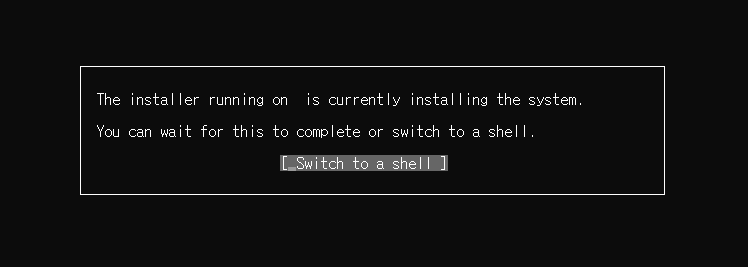 The installer running on  is currently installing the system.
You can wait for this to complete or switch to a shell.
[ Switch to a shell ]